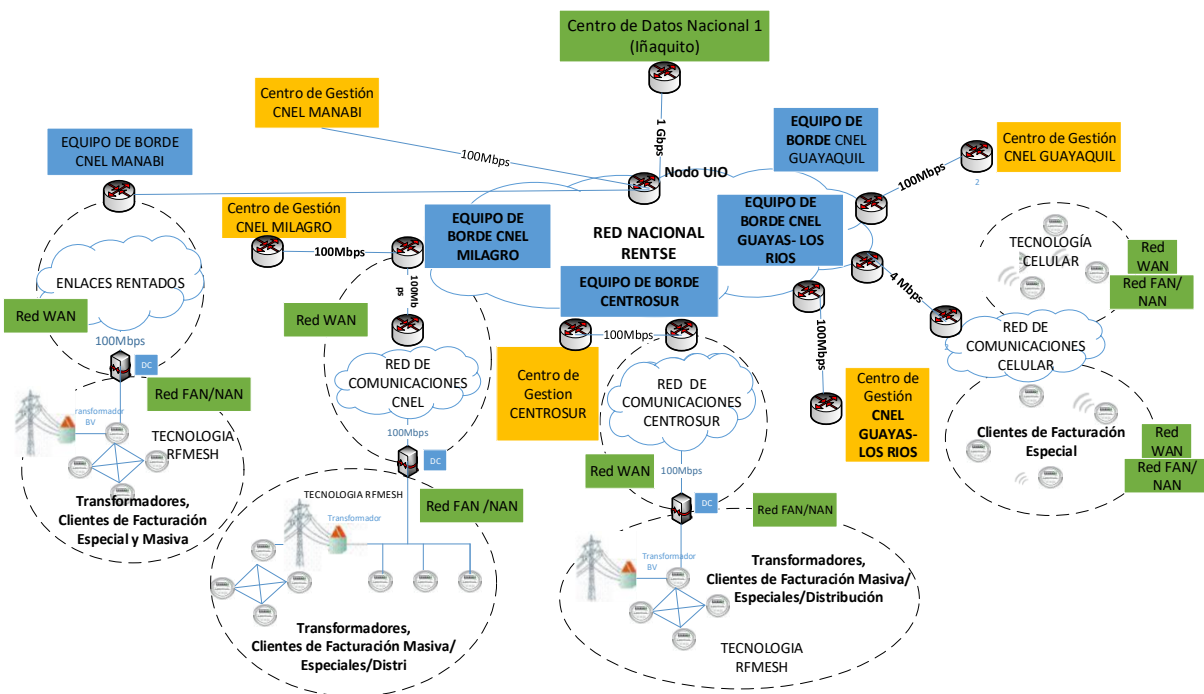 Centro de Datos Nacional 1
(Iñaquito)
Centro de Gestión
CNEL MANABI
1 Gbps
100Mbps
EQUIPO DE BORDE
CNEL MANABI
EQUIPO DE
BORDE CNEL
GUAYAQUIL
Centro de Gestión
CNEL GUAYAQUIL
100Mbps
2
Nodo UIO
Centro de Gestión
CNEL MILAGRO
100Mbps
EQUIPO DE
BORDE CNEL
MILAGRO
RED NACIONAL
RENTSE
EQUIPO DE
BORDE CNEL
GUAYAS- LOS
RIOS
EQUIPO DE BORDE
CENTROSUR
TECNOLOGÍA
CELULAR
Red
WAN
Red FAN/
NAN
4 Mbps
ENLACES RENTADOS
Red WAN
100Mbps
DC
100Mb
ps
Red WAN
RED DE
COMUNICACIONES
CNEL
100Mbps
DC
100Mbps
Centro de
Gestion
CENTROSUR
RED DE
COMUNICACIONES
CENTROSUR
Red WAN
100Mbps
DC
100Mbps
Centro de
Gestión
CNEL
GUAYAS-
LOS RIOS
RED DE
COMUNICACIONES
CELULAR
Clientes de Facturación
Especial
Red
WAN
Red FAN/
NAN
Red FAN/NAN
ransformador
BV
TECNOLOGIA
RFMESH
Transformadores,
Clientes de Facturación
Especial y Masiva
TECNOLOGIA RFMESH
Red FAN /NAN
Transformador
Transformadores,
Clientes de Facturación Masiva/
Especiales/Distri
Red FAN/NAN
Transformador
BV
Transformadores,
Clientes de Facturación Masiva/
Especiales/Distribución
TECNOLOGIA
RFMESH